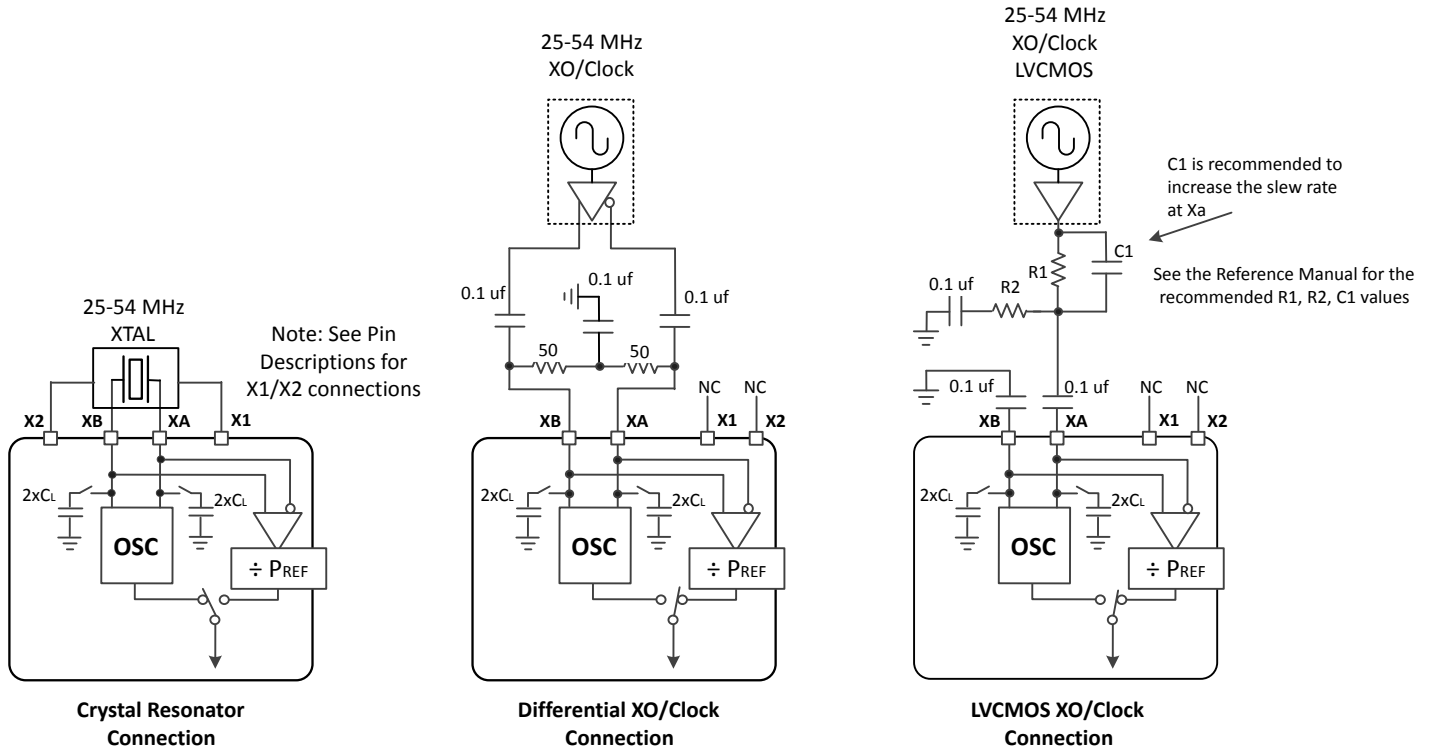 25-54 MHz
XTAL
Note: See Pin
Descriptions for
X1/X2 connections
X2
XB
XA
X1
2xCL
2xCL
OSC
÷ PREF
Crystal Resonator
Connection
25-54 MHz
XO/Clock
0.1 uf
0.1 uf
0.1 uf
50
50
NC
NC
XB
XA
X1
X2
2xCL
2xCL
OSC
÷ PREF
Differential XO/Clock
Connection
25-54 MHz
XO/Clock
LVCMOS
C1 is recommended to
increase the slew rate
at Xa
C1
R1
0.1 uf
R2
See the Reference Manual for the
recommended R1, R2, C1 values
0.1 uf
0.1 uf
NC
NC
XB
XA
X1
X2
2xCL
2xCL
OSC
÷ PREF
LVCMOS XO/Clock
Connection